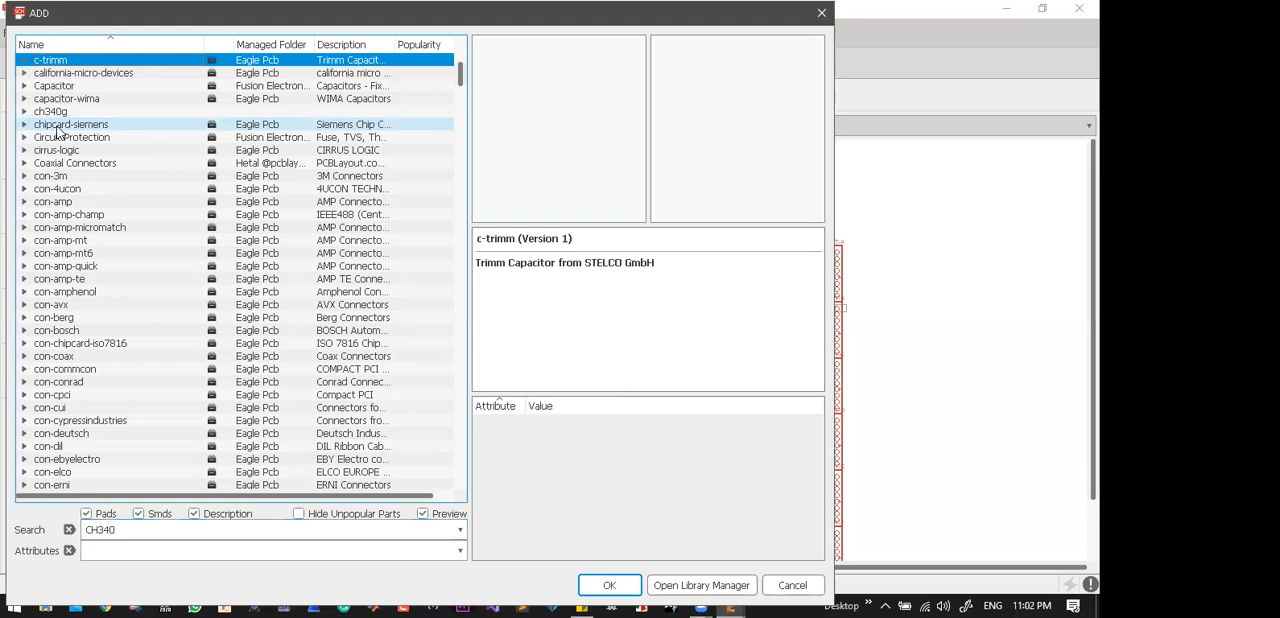 ADD
Name Managed Folder Description Popularity
c-trimm Eagle Pcb Trimm Capacit...
california-micro-devices Eagle Pcb california micro ...
Capacitor Fusion Electron... Capacitors - Fix...
capacitor-wima Eagle Pcb WIMA Capacitors
ch340g
chipcard-siemens Eagle Pcb Siemens Chip C...
Circuit Protection Fusion Electron... Fuse, TVS, Th...
cirrus-logic Eagle Pcb CIRRUS LOGIC
Coaxial Connectors Hetal @pcblay... PCBLayout.co...
con-3m Eagle Pcb 3M Connectors
con-4ucon Eagle Pcb 4UCON TECHN...
con-amp Eagle Pcb AMP Connectors
con-amp-champ Eagle Pcb IEEE488 (Cent...
con-amp-micromatch Eagle Pcb AMP Connectors
con-amp-mt Eagle Pcb AMP Connectors
con-amp-mt6 Eagle Pcb AMP Connectors
con-amp-quick Eagle Pcb AMP Connectors
con-amp-te Eagle Pcb AMP TE Conne...
con-amphenol Eagle Pcb Amphenol Con...
con-avx Eagle Pcb AVX Connectors
con-berg Eagle Pcb Berg Connectors
con-bosch Eagle Pcb BOSCH Autom...
con-chipcard-iso7816 Eagle Pcb ISO 7816 Chip...
con-coax Eagle Pcb Coax Connectors
con-commcon Eagle Pcb COMPACT PCI ...
con-conrad Eagle Pcb Conrad Connec...
con-cpci Eagle Pcb Compact PCI
con-cui Eagle Pcb Connectors fo...
con-cypressindustries Eagle Pcb Connectors fro...
con-deutsch Eagle Pcb Deutsch Indus...
con-dil Eagle Pcb DIL Ribbon Cab...
con-ebyelectro Eagle Pcb EBY Electro co...
con-elco Eagle Pcb ELCO EUROPE ...
con-erni Eagle Pcb ERNI Connectors
Pads Smds Description Hide Unpopular Parts Preview
Search CH340
Attributes
c-trimm (Version 1)
Trimm Capacitor from STELCO GmbH
Attribute Value
OK Open Library Manager Cancel
Desktop ENG 11:02 PM